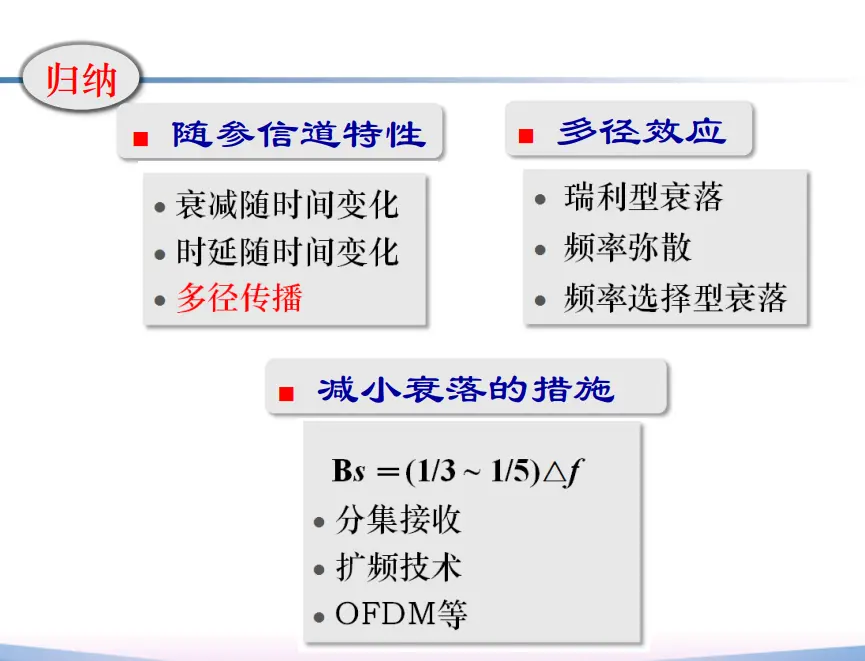 归纳
■ 随参信道特性
• 衰减随时间变化
• 时延随时间变化
• 多径传播
■ 多径效应
• 瑞利型衰落
• 频率弥散
• 频率选择型衰落
■ 减小衰落的措施
Bs =(1/3 ~ 1/5)△f
• 分集接收
• 扩频技术
• OFDM等